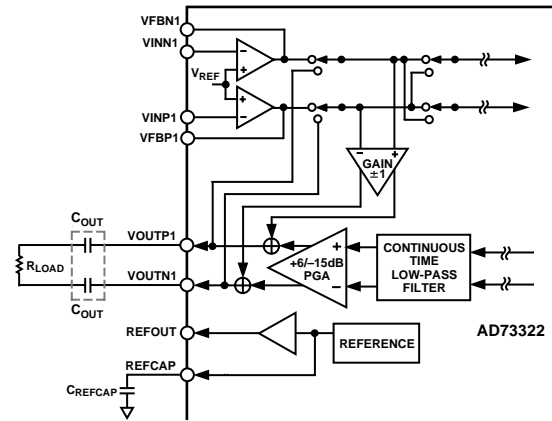 VFBN1
VINN1
VREF
VINP1
VFBP1
GAIN
±1
COUT
VOUTP1
RLOAD
VOUTN1
COUT
+6/–15dB
PGA
CONTINUOUS
TIME
LOW-PASS
FILTER
REFOUT
REFERENCE
AD73322
REFCAP
CREFCAP